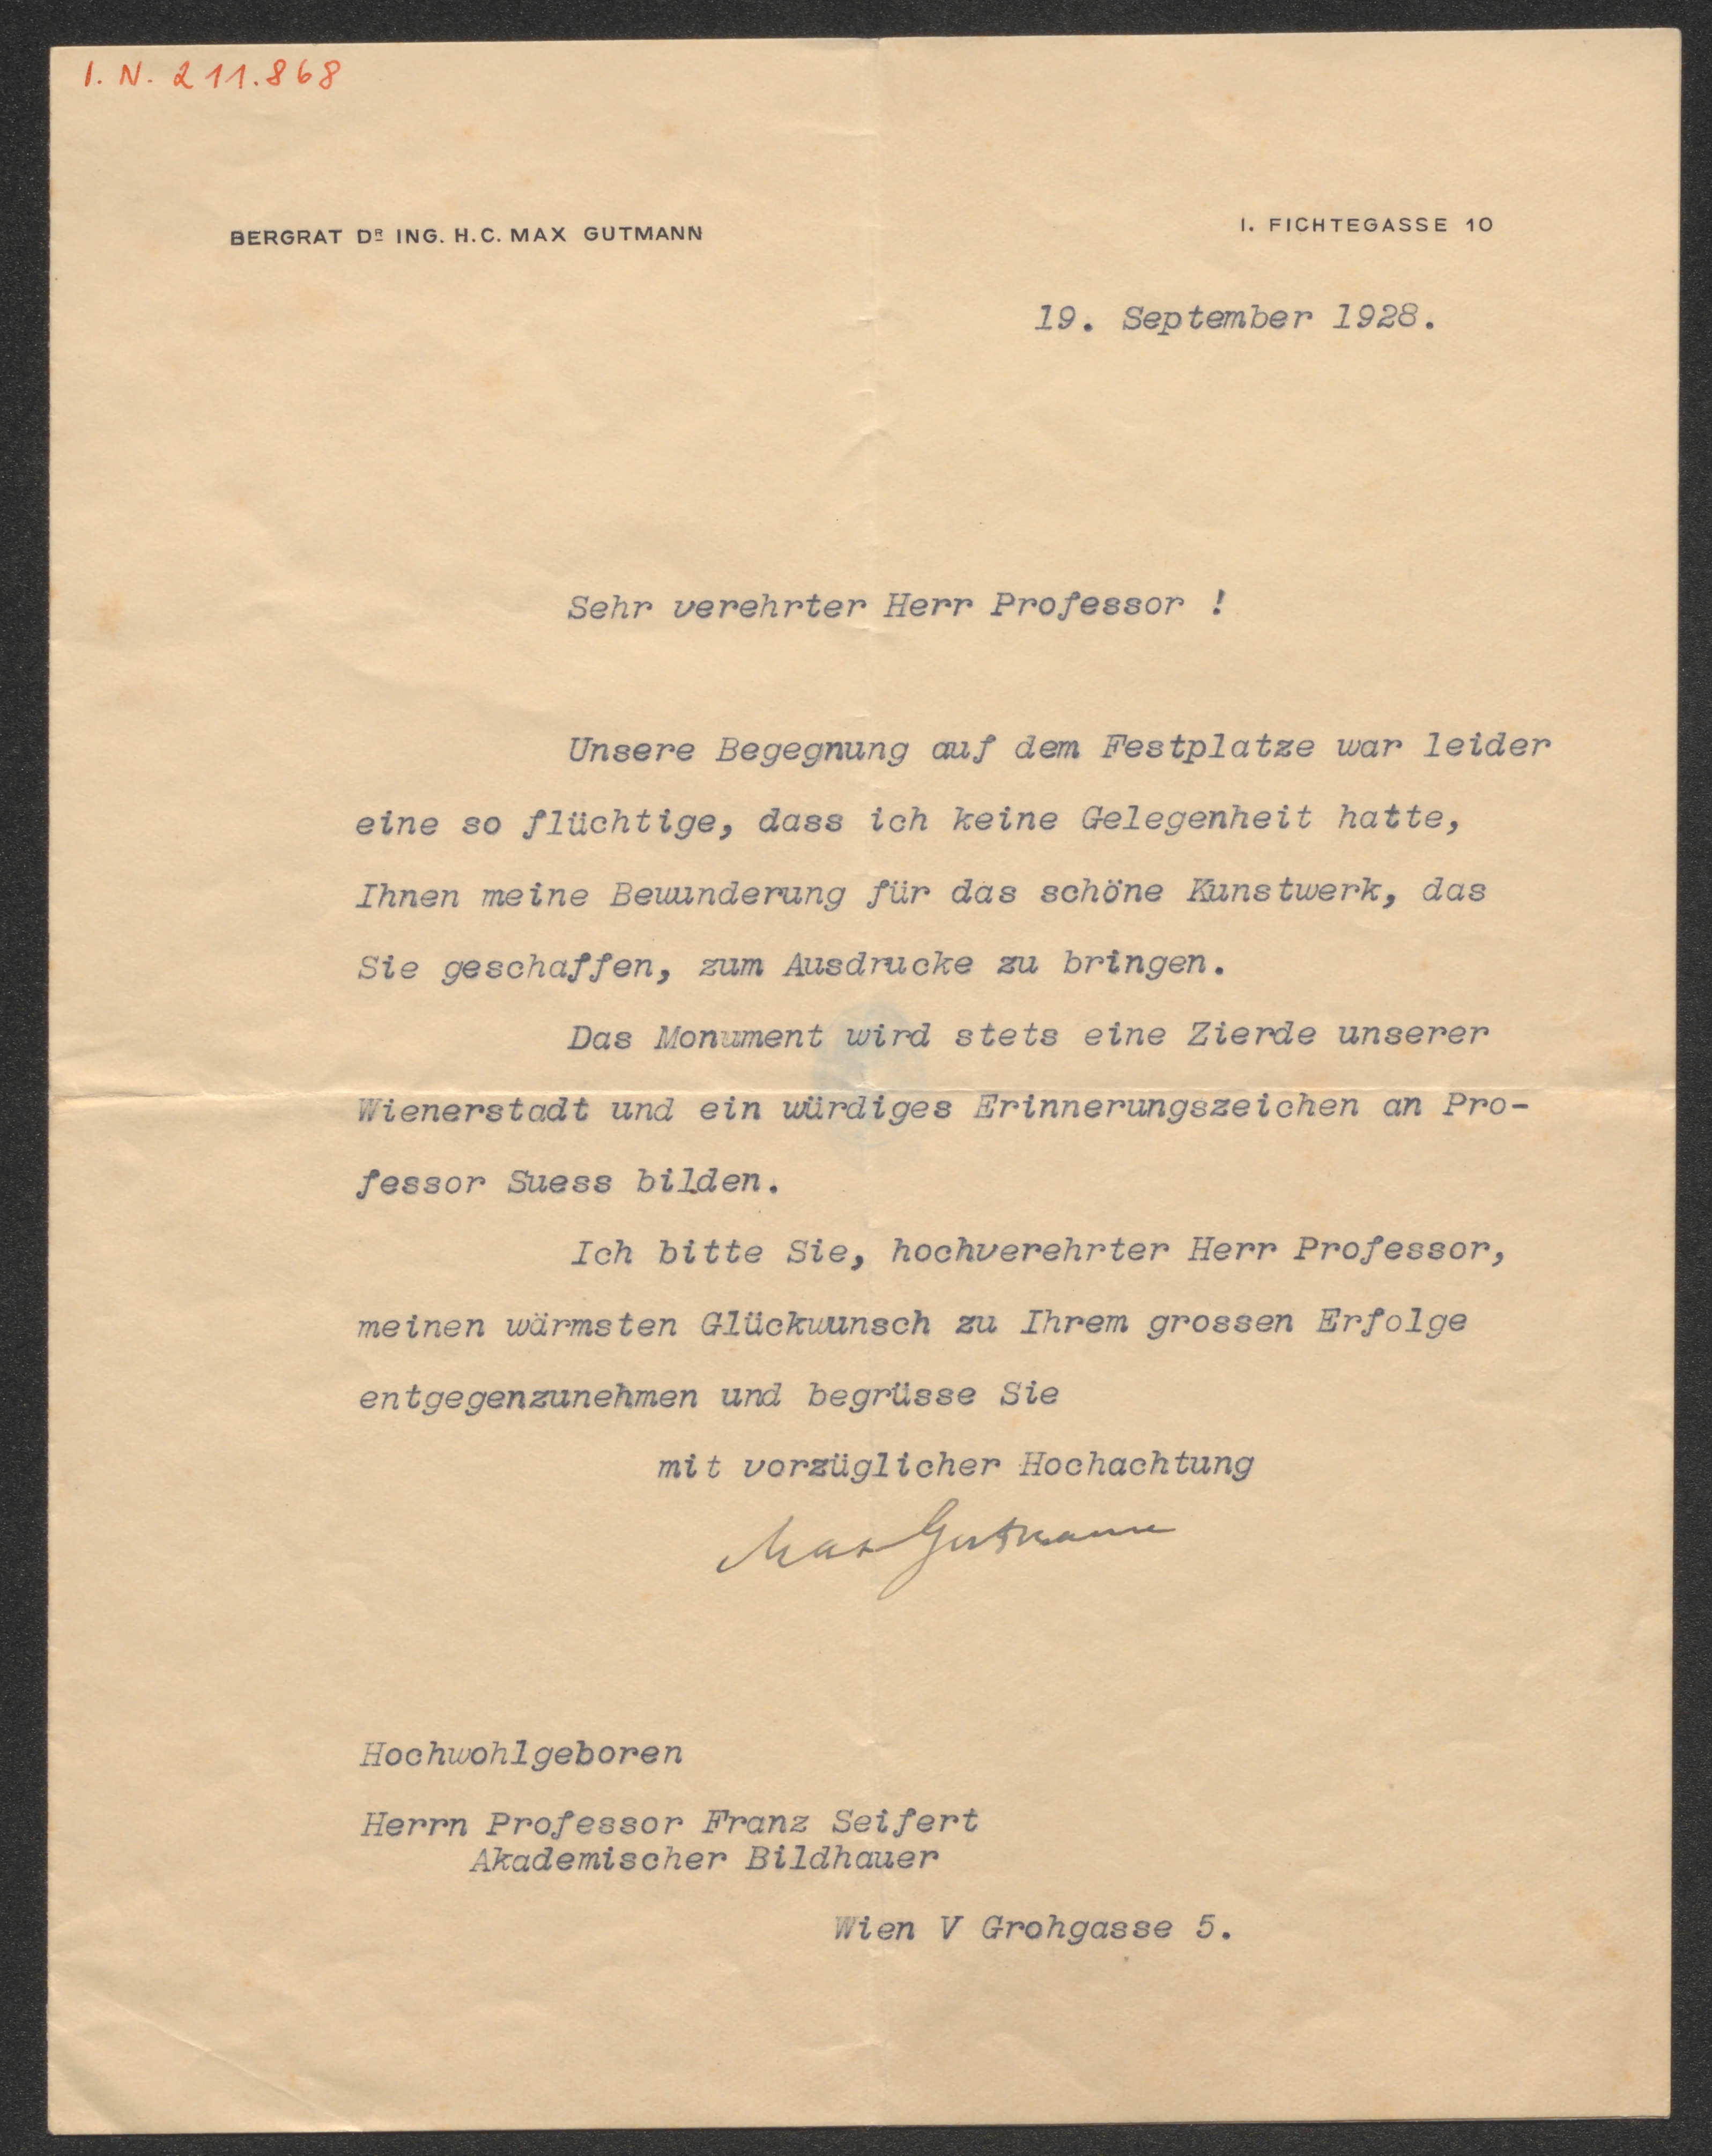 I. N. 211.868
BERGRAT DR ING. H.C. MAX GUTMANN
I. FICHTEGASSE 10
19. September 1928.
Sehr verehrter Herr Professor !
Unsere Begegnung auf dem Festplatze war leider
eine so flüchtige, dass ich keine Gelegenheit hatte,
Ihnen meine Bewunderung für das schöne Kunstwerk, das
Sie geschaffen, zum Ausdrucke zu bringen.
Das Monument wird stets eine Zierde unserer
Wienerstadt und ein würdiges Erinnerungszeichen an Pro-
fessor Suess bilden.
Ich bitte Sie, hochverehrter Herr Professor,
meinen wärmsten Glückwunsch zu Ihrem grossen Erfolge
entgegenzunehmen und begrüsse Sie
mit vorzüglicher Hochachtung
Max Gutmann
Hochwohlgeboren
Herrn Professor Franz Seifert
Akademischer Bildhauer
Wien V Grohgasse 5.